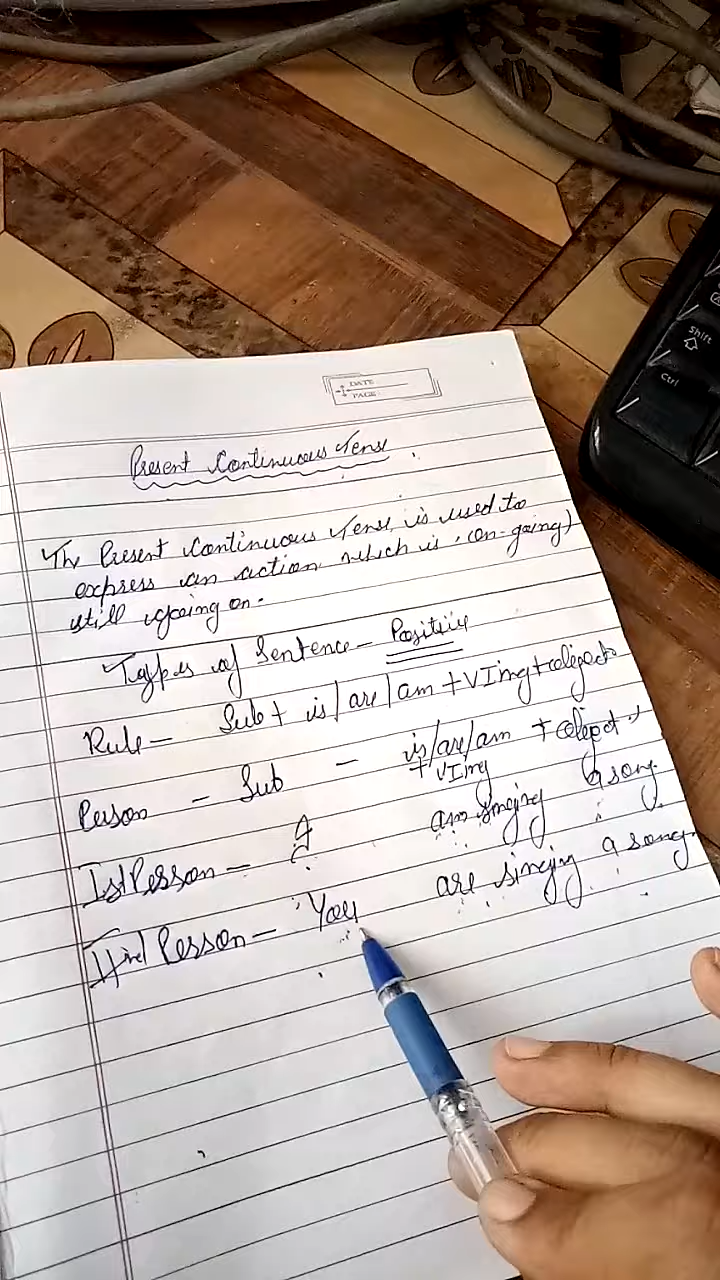 Shift
Ctrl
DATE
PAGE:
Present Continuous Tense
The Present Continuous Tense, is used to
express an action which is (on-going)
still going on.
Types of Sentence - Positive
Rule - Sub + is/are/am + VIng + object
Person - Sub - is/are/am + object
+ VIng
Ist Person - I am singing a song.
IInd Person - You are singing a song